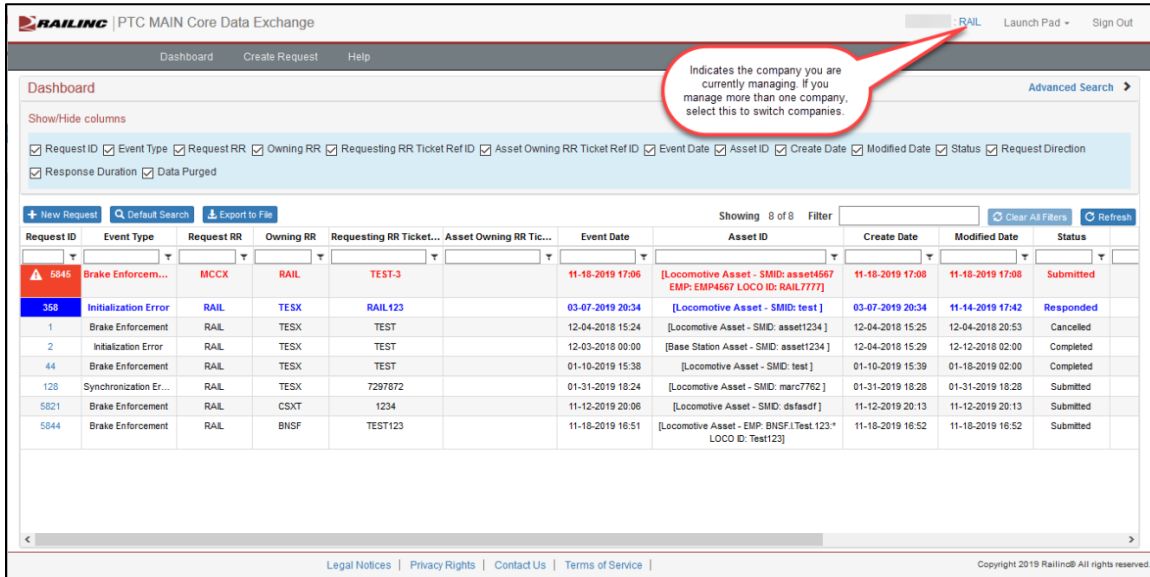 RAILINC | PTC MAIN Core Data Exchange : RAIL Launch Pad Sign Out
Dashboard Create Request Help
Indicates the company you are
currently managing. If you
manage more than one company,
select this to switch companies.
Dashboard Advanced Search
Show/Hide columns
Request ID Event Type Request RR Owning RR Requesting RR Ticket Ref ID Asset Owning RR Ticket Ref ID Event Date Asset ID Create Date Modified Date Status Request Direction
Response Duration Data Purged
+ New Request Default Search Export to File Showing 8 of 8 Filter Clear All Filters Refresh
Request ID Event Type Request RR Owning RR Requesting RR Ticket... Asset Owning RR Tic... Event Date Asset ID Create Date Modified Date Status
5845 Brake Enforcem... MCCX RAIL TEST-3 11-18-2019 17:06 [Locomotive Asset - SMID: asset4567 11-18-2019 17:08 11-18-2019 17:08 Submitted
EMP: EMP4567 LOCO ID: RAIL7777]
358 Initialization Error RAIL TESX RAIL123 03-07-2019 20:34 [Locomotive Asset - SMID: test ] 03-07-2019 20:34 11-14-2019 17:42 Responded
1 Brake Enforcement RAIL TESX TEST 12-04-2018 15:24 [Locomotive Asset - SMID: asset1234 ] 12-04-2018 15:25 12-04-2018 20:53 Cancelled
2 Initialization Error RAIL TESX TEST 12-03-2018 00:00 [Base Station Asset - SMID: asset1234 ] 12-04-2018 15:29 12-12-2018 02:00 Completed
44 Brake Enforcement RAIL TESX TEST 01-10-2019 15:38 [Locomotive Asset - SMID: test ] 01-10-2019 15:39 01-18-2019 02:00 Completed
128 Synchronization Er... RAIL TESX 7297872 01-31-2019 18:24 [Locomotive Asset - SMID: marc7762 ] 01-31-2019 18:28 01-31-2019 18:28 Submitted
5821 Brake Enforcement RAIL CSXT 1234 11-12-2019 20:06 [Locomotive Asset - SMID: dsfasdf ] 11-12-2019 20:13 11-12-2019 20:13 Submitted
5844 Brake Enforcement RAIL BNSF TEST123 11-18-2019 16:51 [Locomotive Asset - EMP: BNSF.l.Test.123:* 11-18-2019 16:52 11-18-2019 16:52 Submitted
LOCO ID: Test123]
Legal Notices | Privacy Rights | Contact Us | Terms of Service | Copyright 2019 Railinc® All rights reserved.